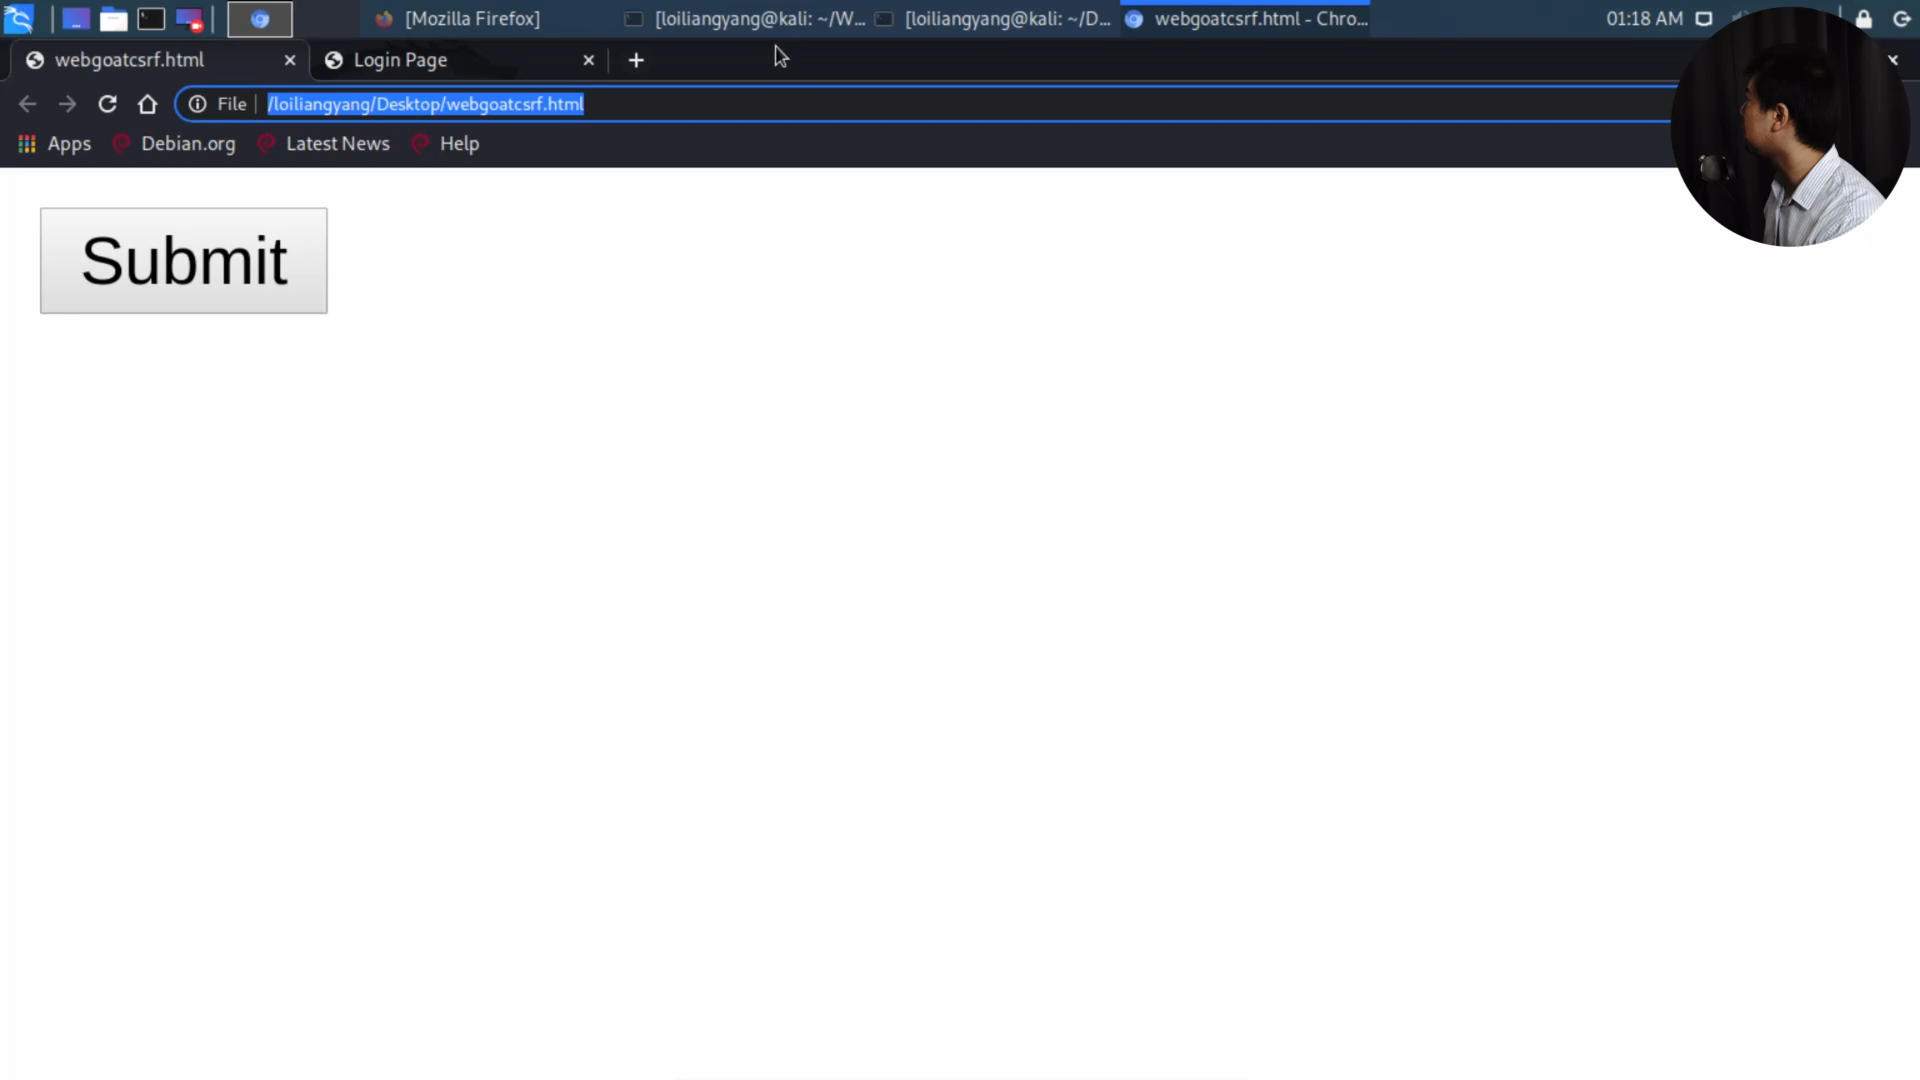 [Mozilla Firefox] [loiliangyang@kali: ~/W... [loiliangyang@kali: ~/D... webgoatcsrf.html - Chro... 01:18 AM
webgoatcsrf.html Login Page
File /loiliangyang/Desktop/webgoatcsrf.html
Apps Debian.org Latest News Help
Submit